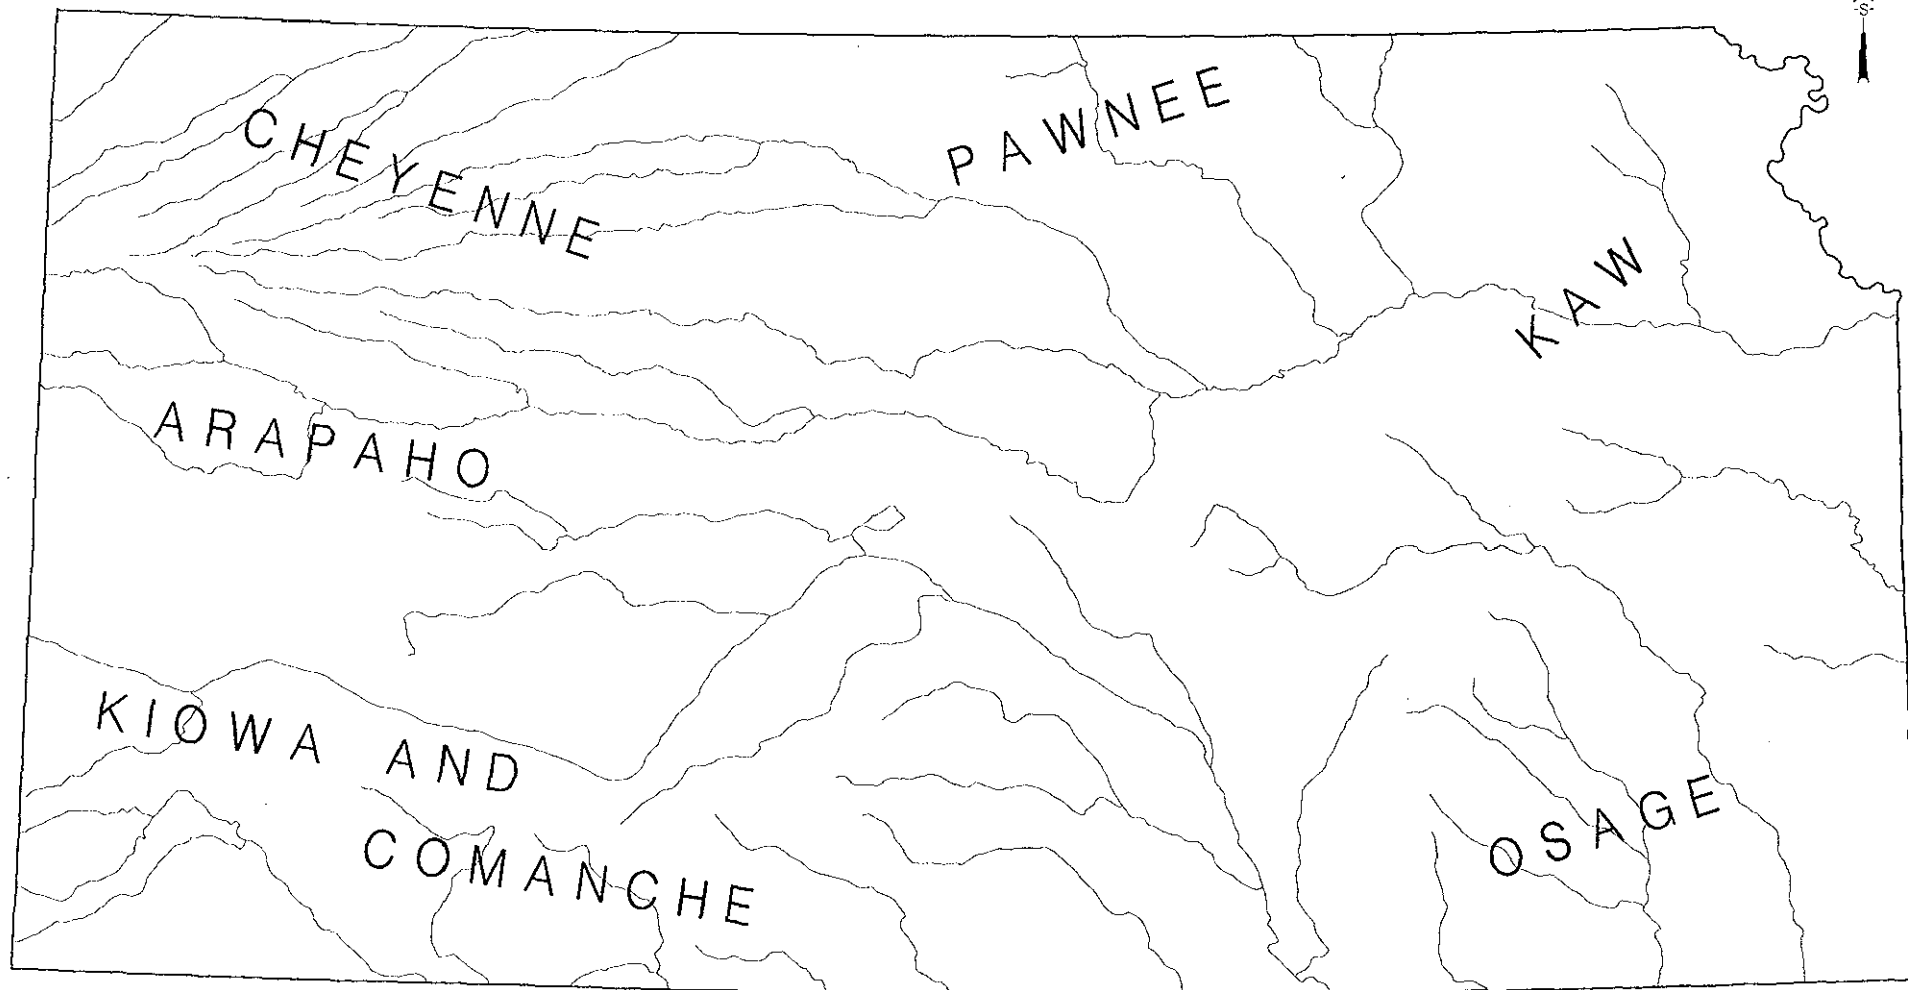 -S-
PAWNEE
CHEYENNE
KAW
ARAPAHO
KIOWA AND
COMANCHE
OSAGE